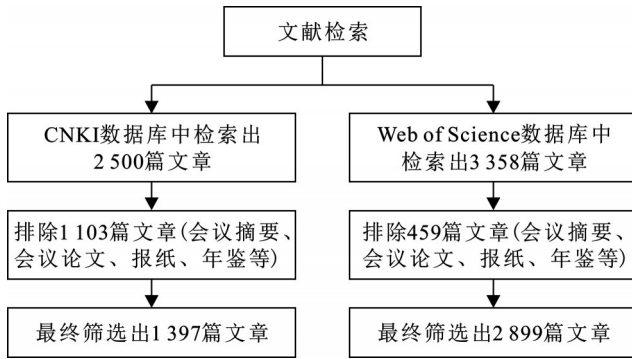 文献检索
CNKI数据库中检索出
2 500篇文章
Web of Science数据库中
检索出3 358篇文章
排除1 103篇文章(会议摘要、
会议论文、报纸、年鉴等)
排除459篇文章(会议摘要、
会议论文、报纸、年鉴等)
最终筛选出1 397篇文章
最终筛选出2 899篇文章